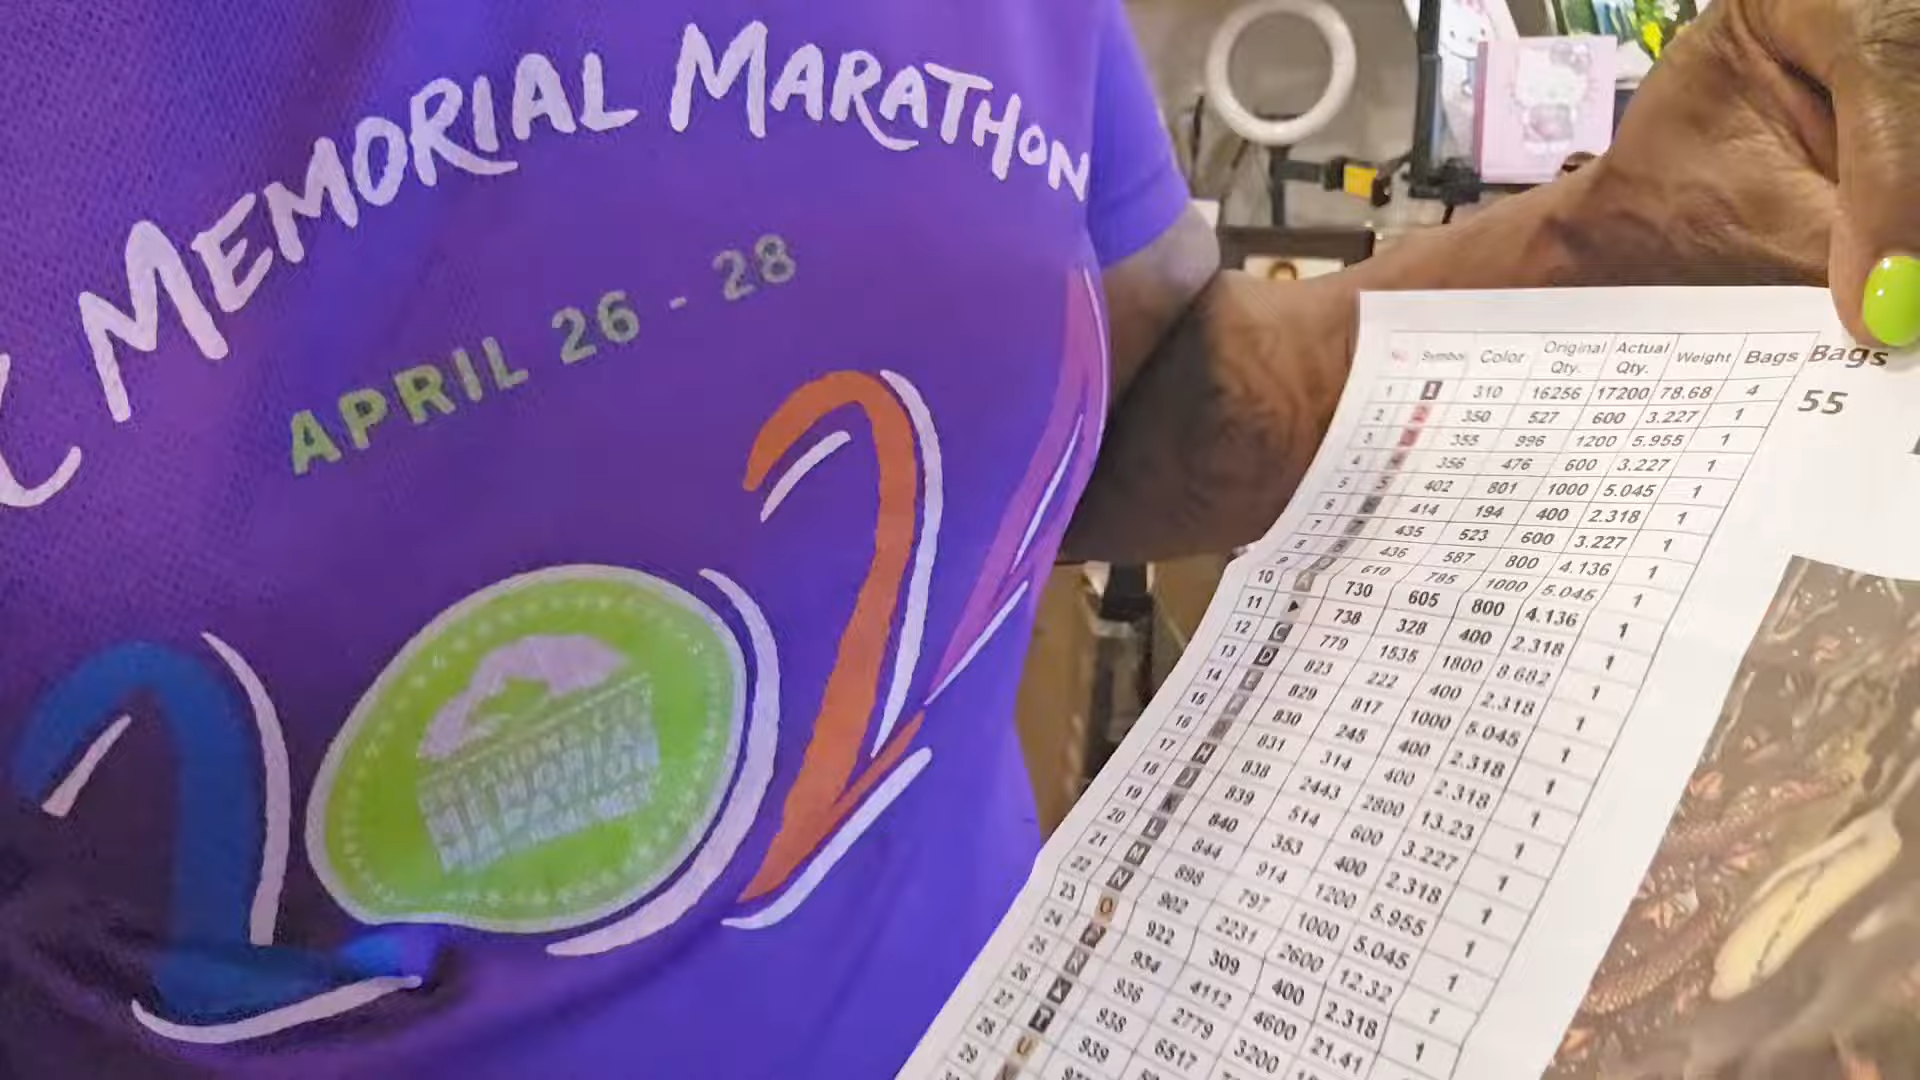 MEMORIAL MARATHON
APRIL 26 - 28
202
No. Symbol Color Original Qty. Actual Qty. Weight Bags
Bags
55
1 1 310 16256 17200 78.68 4
2 2 350 527 600 3.227 1
3 355 996 1200 5.955 1
4 4 356 476 600 3.227 1
5 5 402 801 1000 5.045 1
6 414 194 400 2.318 1
7 7 435 523 600 3.227 1
8 8 436 587 800 4.136 1
9 610 785 1000 5.045 1
10 A 730 605 800 4.136 1
11 738 328 400 2.318 1
12 C 779 1535 1800 8.682 1
13 D 823 222 400 2.318 1
14 E 829 817 1000 5.045 1
15 830 245 400 2.318 1
16 831 314 400 2.318 1
17 H 838 2443 2800 13.23 1
18 J 839 514 600 3.227 1
19 K 840 353 400 2.318 1
20 L 844 914 1200 5.955 1
21 M 898 797 1000 5.045 1
22 N 902 2231 2600 12.32 1
23 O 922 309 400 2.318 1
24 P 934 4112 4600 21.41 1
25 936 2779 3200
26 938 6517
27 939
28
29